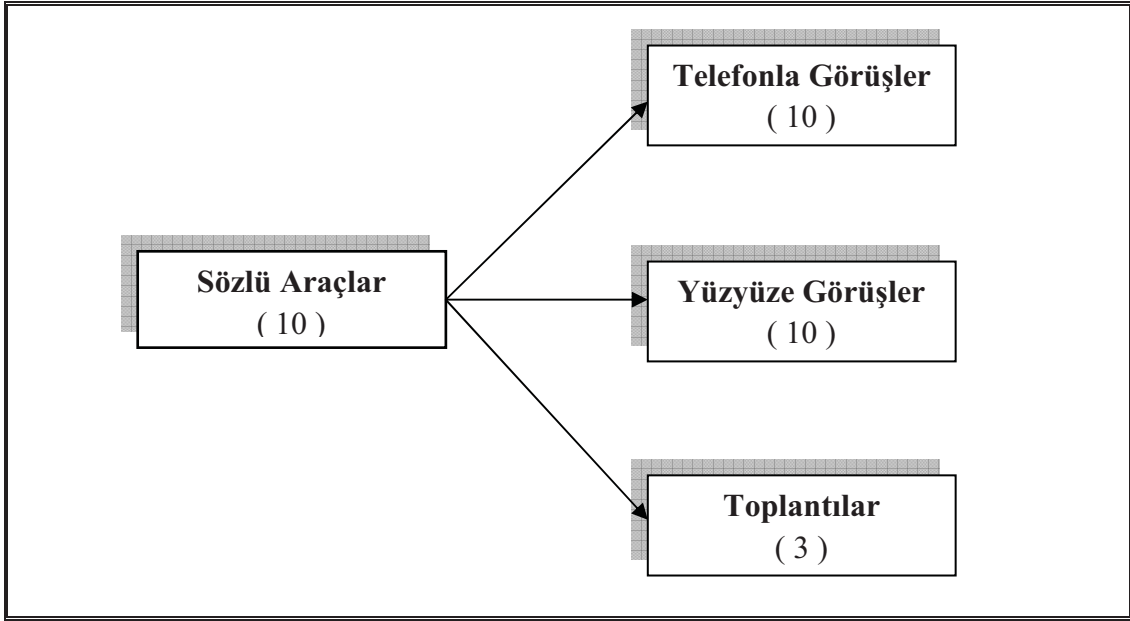 Telefonla Görüşler
( 10 )
Sözlü Araçlar
( 10 )
Yüzyüze Görüşler
( 10 )
Toplantılar
( 3 )